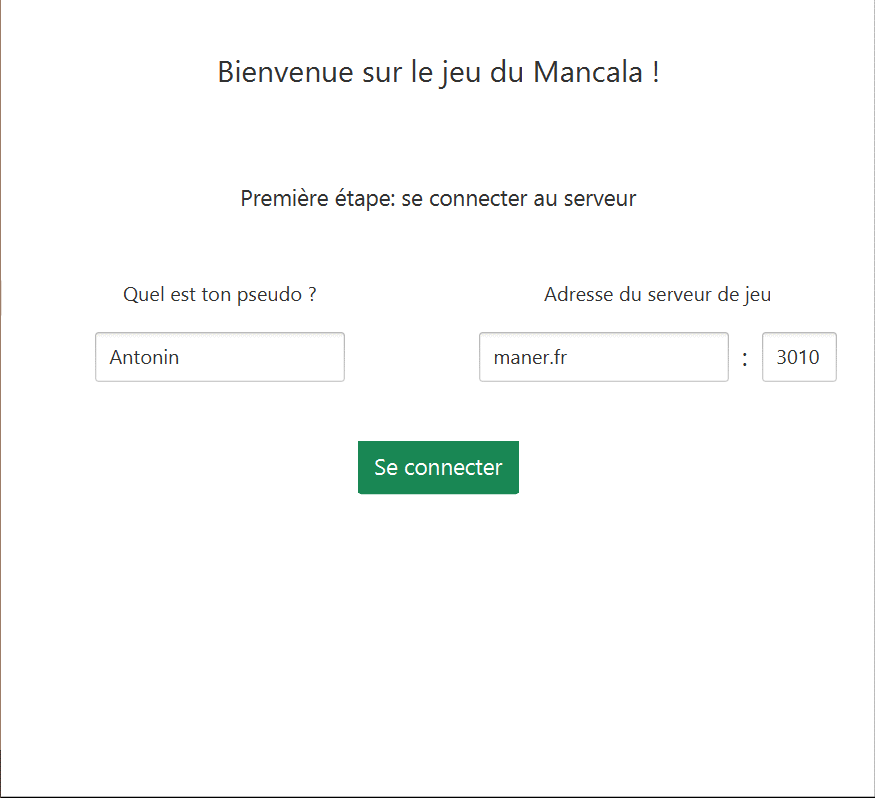 Bienvenue sur le jeu du Mancala !
Première étape: se connecter au serveur
Quel est ton pseudo ? Adresse du serveur de jeu
Antonin maner.fr : 3010
Se connecter